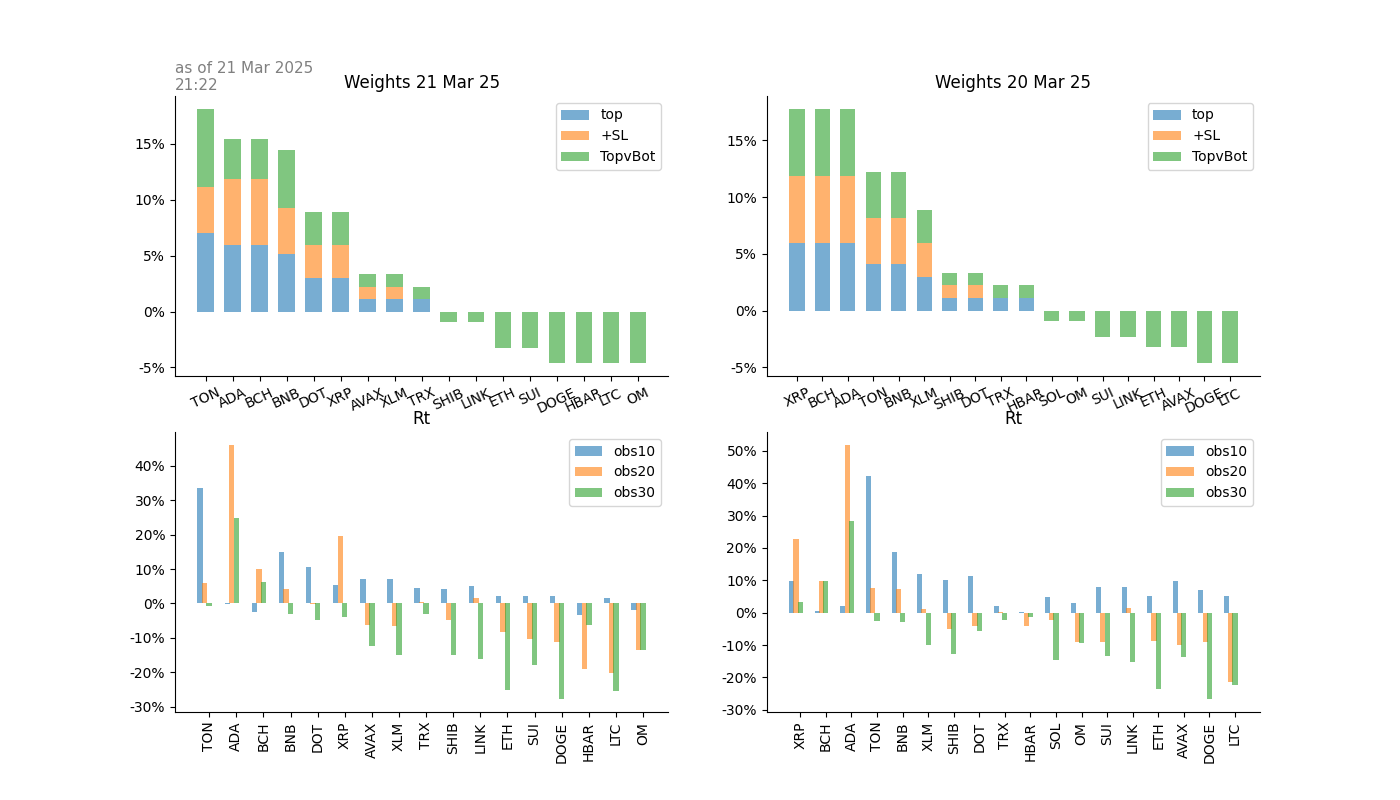 as of 21 Mar 2025
21:22
Weights 21 Mar 25
15%
10%
5%
0%
-5%
top
+SL
TopvBot
TON ADA BCH BNB DOT XRP AVAX XLM TRX SHIB LINK ETH SUI DOGE HBAR LTC OM
Weights 20 Mar 25
15%
10%
5%
0%
-5%
top
+SL
TopvBot
XRP BCH ADA TON BNB XLM SHIB DOT TRX HBAR SOL OM SUI LINK ETH AVAX DOGE LTC
Rt
40%
30%
20%
10%
0%
-10%
-20%
-30%
obs10
obs20
obs30
TON ADA BCH BNB DOT XRP AVAX XLM TRX SHIB LINK ETH SUI DOGE HBAR LTC OM
Rt
50%
40%
30%
20%
10%
0%
-10%
-20%
-30%
obs10
obs20
obs30
XRP BCH ADA TON BNB XLM SHIB DOT TRX HBAR SOL OM SUI LINK ETH AVAX DOGE LTC